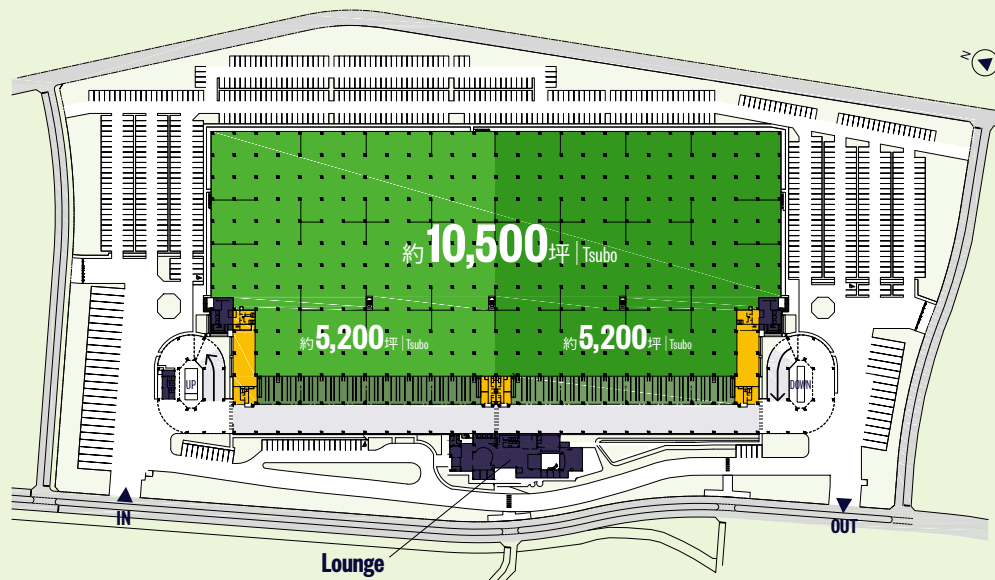 N
約10,500坪|Tsubo
約5,200坪|Tsubo
約5,200坪|Tsubo
UP
DOWN
IN
OUT
Lounge